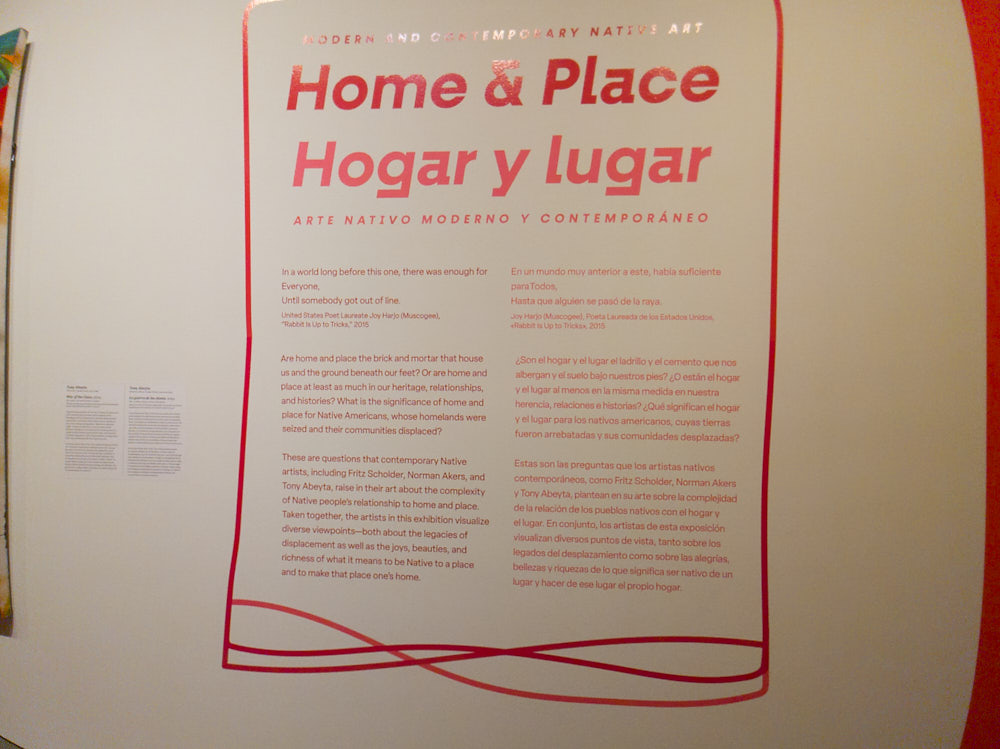 MODERN AND CONTEMPORARY NATIVE ART
Home & Place
Hogar y lugar
ARTE NATIVO MODERNO Y CONTEMPORÁNEO
In a world long before this one, there was enough for
Everyone,
Until somebody got out of line.
United States Poet Laureate Joy Harjo (Muscogee),
“Rabbit Is Up to Tricks,” 2015
Are home and place the brick and mortar that house
us and the ground beneath our feet? Or are home and
place at least as much in our heritage, relationships,
and histories? What is the significance of home and
place for Native Americans, whose homelands were
seized and their communities displaced?
These are questions that contemporary Native
artists, including Fritz Scholder, Norman Akers, and
Tony Abeyta, raise in their art about the complexity
of Native people’s relationship to home and place.
Taken together, the artists in this exhibition visualize
diverse viewpoints—both about the legacies of
displacement as well as the joys, beauties, and
richness of what it means to be Native to a place
and to make that place one’s home.
En un mundo muy anterior a este, había suficiente
paraTodos,
Hasta que alguien se pasó de la raya.
Joy Harjo (Muscogee), Poeta Laureada de los Estados Unidos,
«Rabbit Is Up to Tricks», 2015
¿Son el hogar y el lugar el ladrillo y el cemento que nos
albergan y el suelo bajo nuestros pies? ¿O están el hogar
y el lugar al menos en la misma medida en nuestra
herencia, relaciones e historias? ¿Qué significan el hogar
y el lugar para los nativos americanos, cuyas tierras
fueron arrebatadas y sus comunidades desplazadas?
Estas son las preguntas que los artistas nativos
contemporáneos, como Fritz Scholder, Norman Akers
y Tony Abeyta, plantean en su arte sobre la complejidad
de la relación de los pueblos nativos con el hogar y
el lugar. En conjunto, los artistas de esta exposición
visualizan diversos puntos de vista, tanto sobre los
legados del desplazamiento como sobre las alegrías,
bellezas y riquezas de lo que significa ser nativo de un
lugar y hacer de ese lugar el propio hogar.
Tony Abeyta
Tony Abeyta